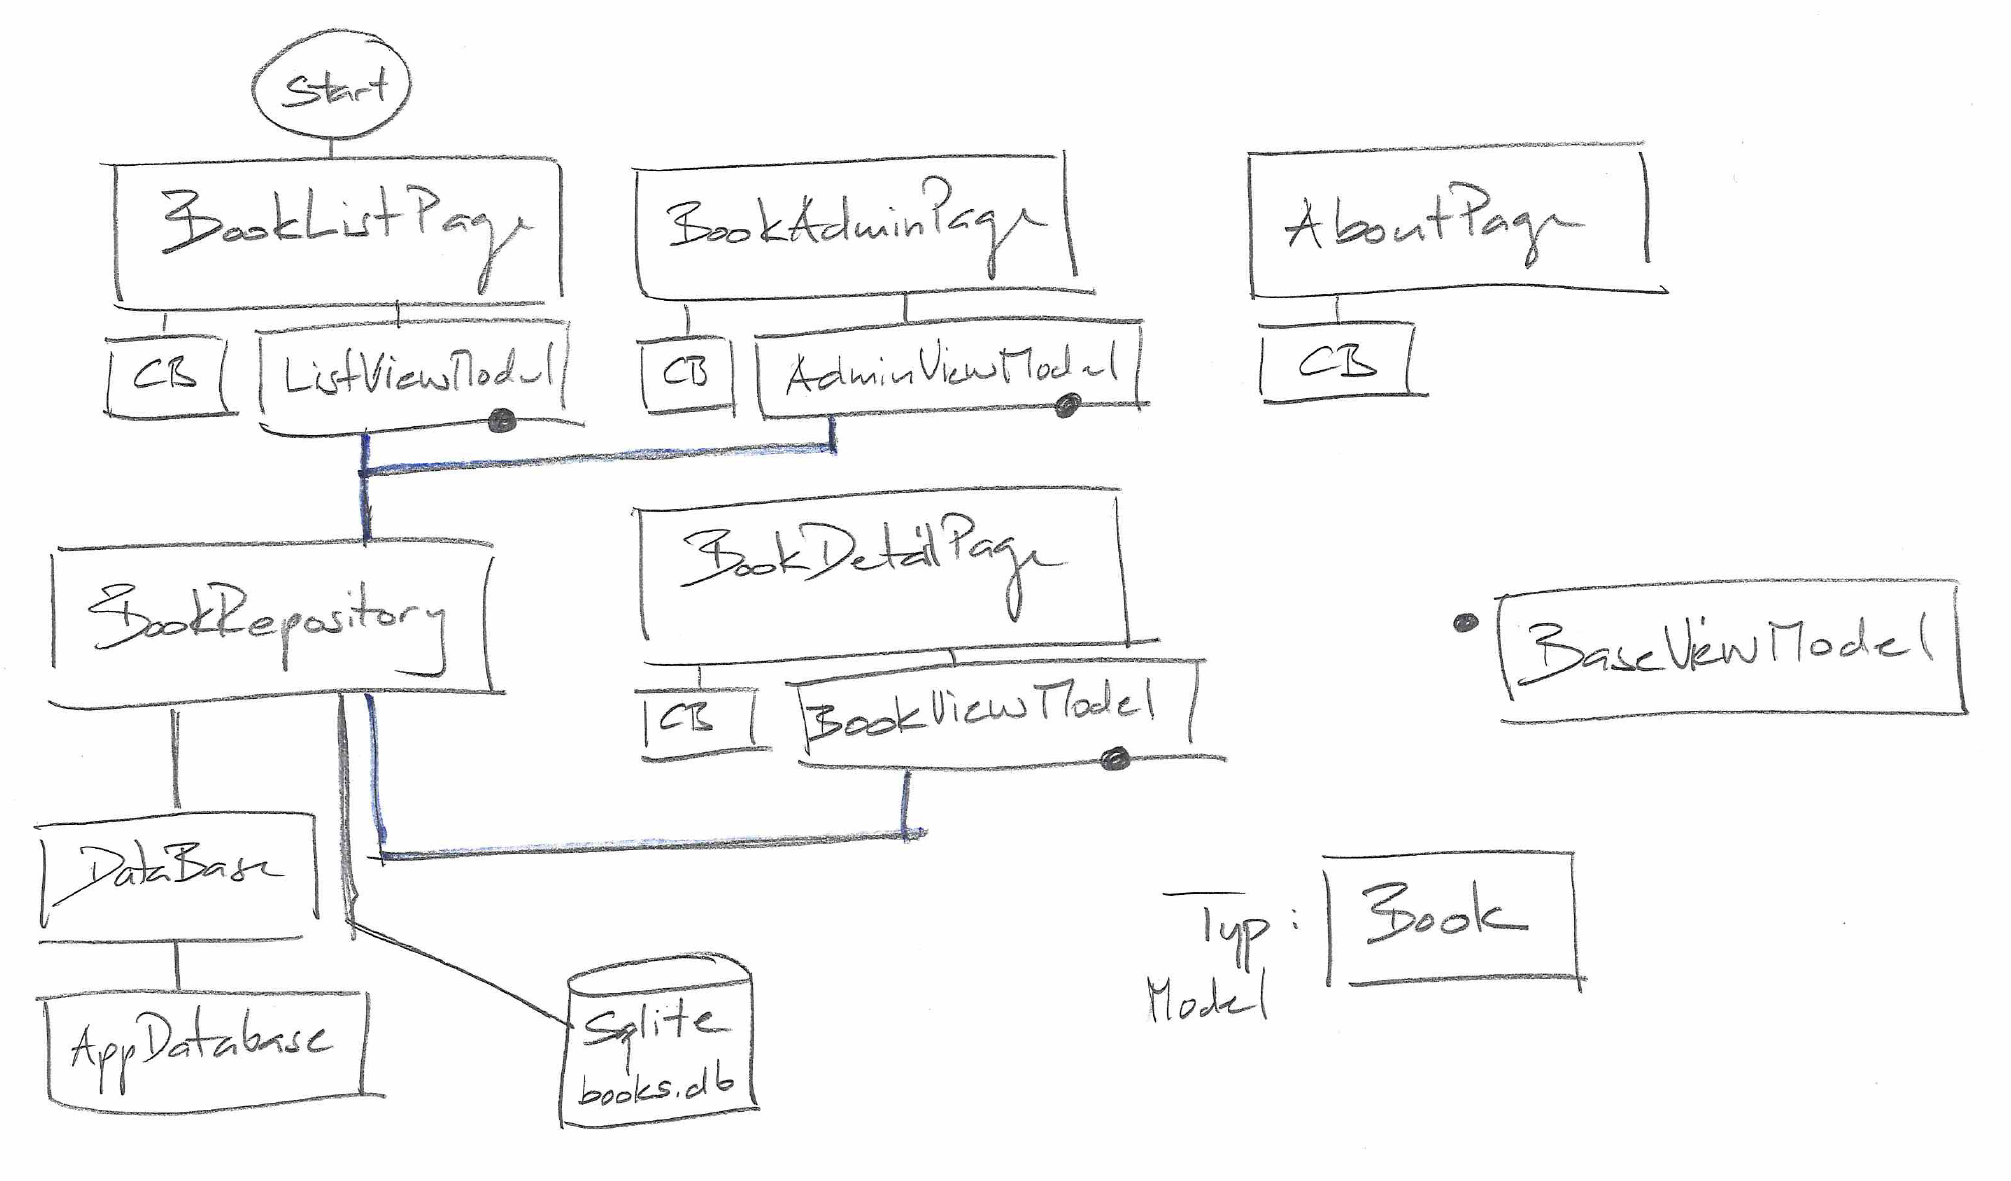 Start
BookListPage
BookAdminPage
AboutPage
CB
ListViewModel
CB
AdminViewModel
CB
BookRepository
BookDetailPage
CB
BookViewModel
BaseViewModel
DataBase
AppDatabase
Sqlite
books.db
Typ:
Model
Book